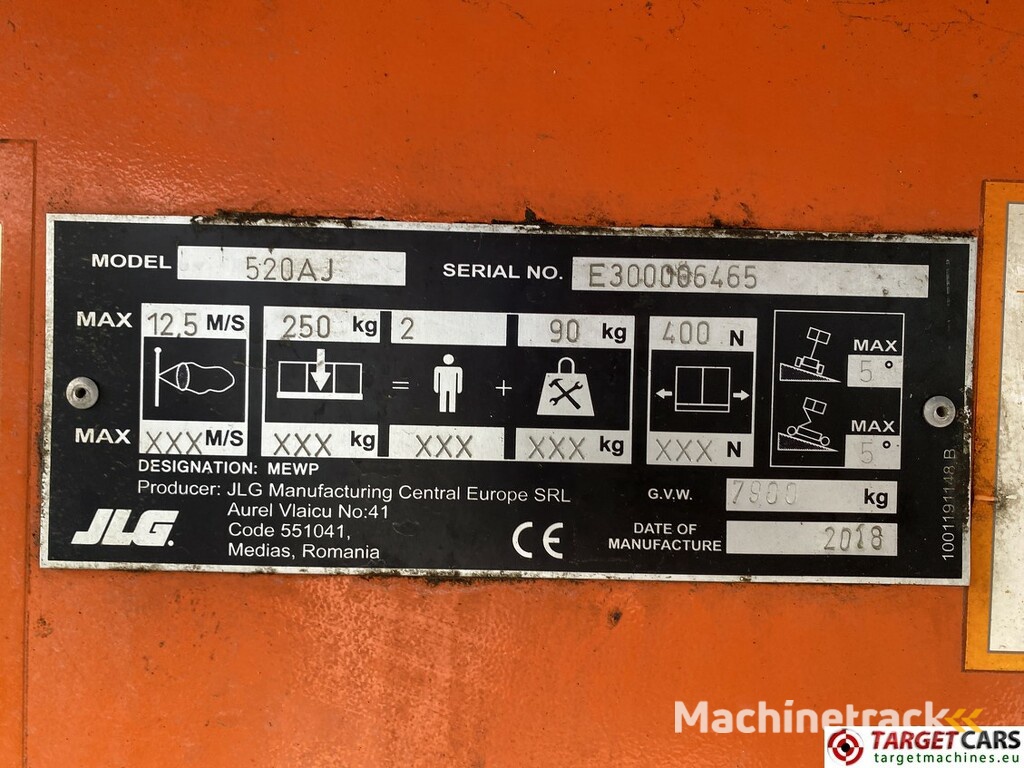 MODEL 520AJ SERIAL NO. E300006465
MAX 12.5 M/S 250 kg 2 90 kg 400 N
MAX 5°
= +
MAX 5°
MAX XXX M/S XXX kg XXX XXX kg XXX N
DESIGNATION: MEWP
Producer: JLG Manufacturing Central Europe SRL
Aurel Vlaicu No:41
Code 551041,
Medias, Romania
JLG.
CE
G.V.W. 7900 kg
DATE OF
MANUFACTURE 2018
1001191148 B
Machinetrack
TARGETCARS
targetmachines.eu